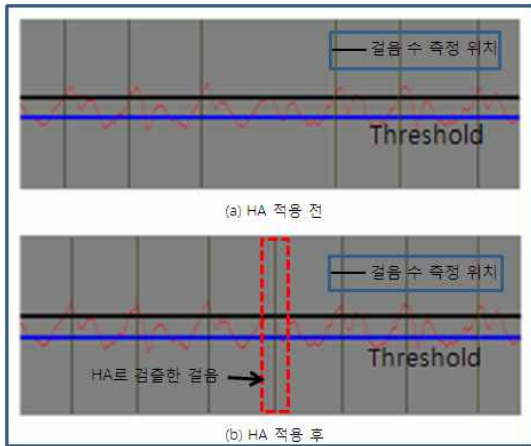 걸음 수 측정 위치
Threshold
(a) HA 적용 전
걸음 수 측정 위치
Threshold
HA로 검출한 걸음
(b) HA 적용 후